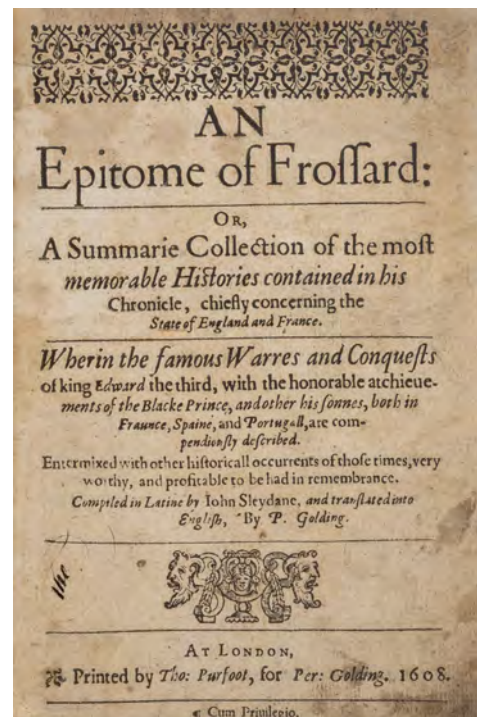 AN
Epitome of Froſſard:
OR,
A Summarie Collection of the moſt
memorable Hiſtories contained in his
Chronicle, chiefly concerning the
State of England and France.
Wherin the famous Warres and Conqueſts
of king Edward the third, with the honorable atchieue-
ments of the Blacke Prince, and other his ſonnes, both in
Fraunce, Spaine, and Portugall, are com-
pendiouſly deſcribed.
Entermixed with other hiſtoricall occurrents of thoſe times, very
worthy, and profitable to be had in remembrance.
Compiled in Latine by Iohn Sleydane, and tranſlated into
Engliſh, By P. Golding.
AT LONDON,
Printed by Tho: Purfoot, for Per: Golding. 1608.
Cum Priuilegio.